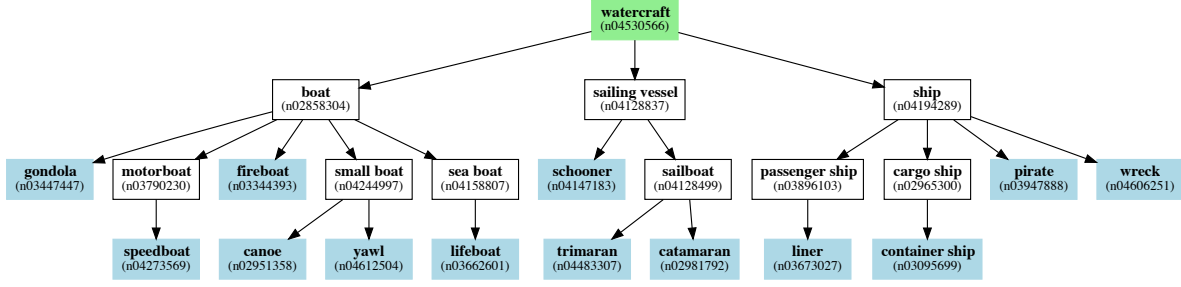 watercraft
(n04530566)
boat
(n02858304)
sailing vessel
(n04128837)
ship
(n04194289)
gondola
(n03447447)
motorboat
(n03790230)
fireboat
(n03344393)
small boat
(n04244997)
sea boat
(n04158807)
schooner
(n04147183)
sailboat
(n04128499)
passenger ship
(n03896103)
cargo ship
(n02965300)
pirate
(n03947888)
wreck
(n04606251)
speedboat
(n04273569)
canoe
(n02951358)
yawl
(n04612504)
lifeboat
(n03662601)
trimaran
(n04483307)
catamaran
(n02981792)
liner
(n03673027)
container ship
(n03095699)